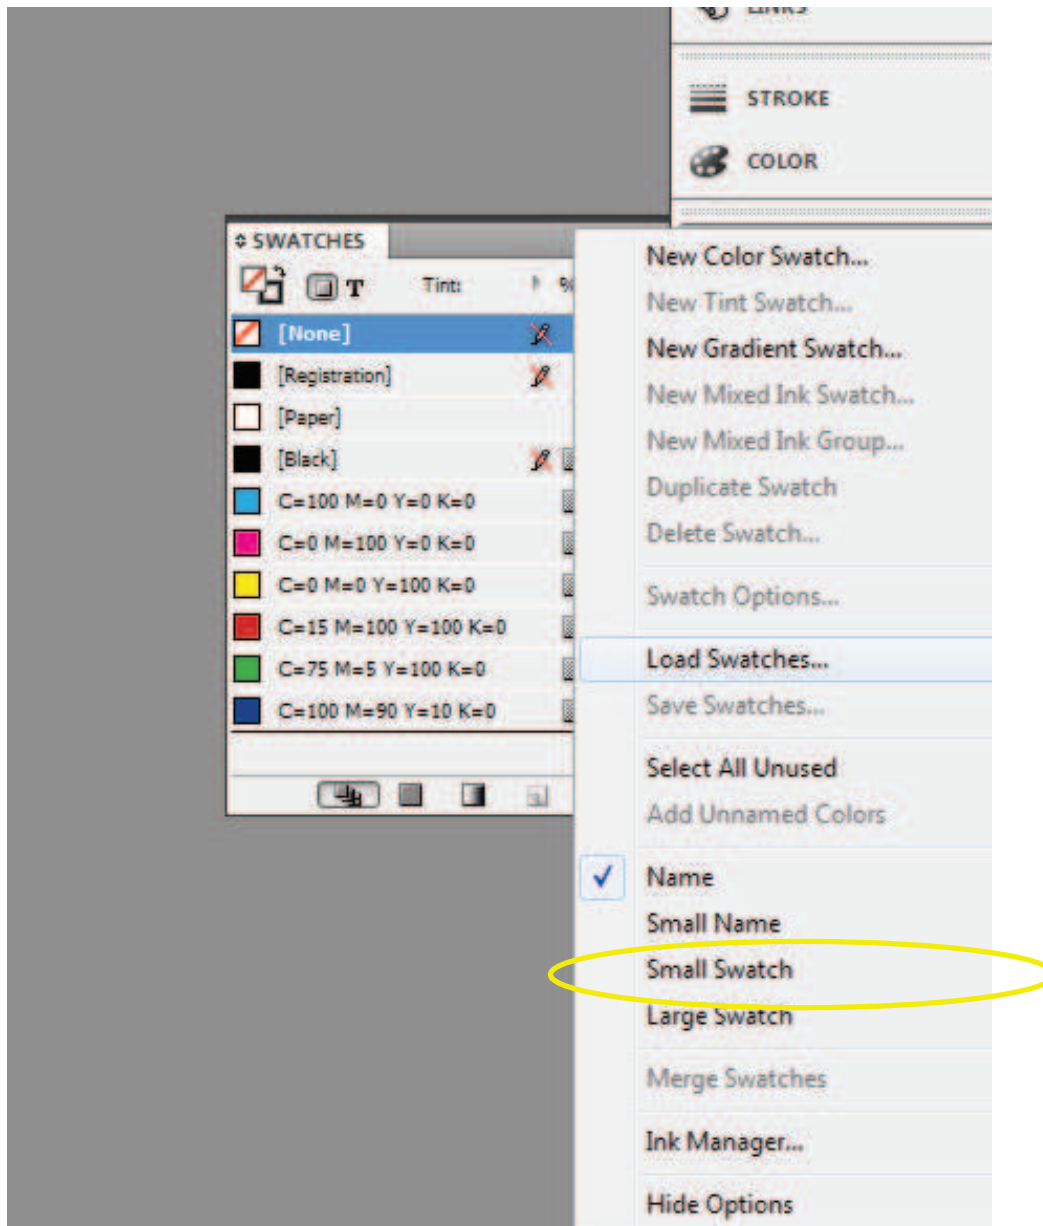 LINKS
STROKE
COLOR
SWATCHES
T
Tint:
%
[None]
[Registration]
[Paper]
[Black]
C=100 M=0 Y=0 K=0
C=0 M=100 Y=0 K=0
C=0 M=0 Y=100 K=0
C=15 M=100 Y=100 K=0
C=75 M=5 Y=100 K=0
C=100 M=90 Y=10 K=0
New Color Swatch...
New Tint Swatch...
New Gradient Swatch...
New Mixed Ink Swatch...
New Mixed Ink Group...
Duplicate Swatch
Delete Swatch...
Swatch Options...
Load Swatches...
Save Swatches...
Select All Unused
Add Unnamed Colors
Name
Small Name
Small Swatch
Large Swatch
Merge Swatches
Ink Manager...
Hide Options